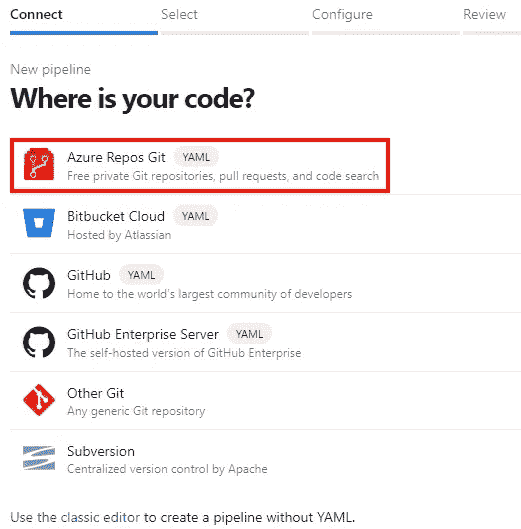 Connect Select Configure Review
New pipeline
Where is your code?
Azure Repos Git YAML
Free private Git repositories, pull requests, and code search
Bitbucket Cloud YAML
Hosted by Atlassian
GitHub YAML
Home to the world's largest community of developers
GitHub Enterprise Server YAML
The self-hosted version of GitHub Enterprise
Other Git
Any generic Git repository
Subversion
Centralized version control by Apache
Use the classic editor to create a pipeline without YAML.